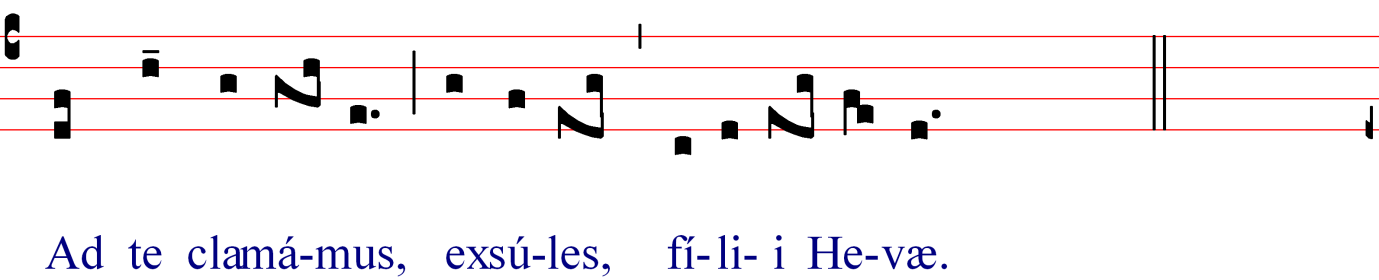 Ad te clamá-mus, exsú-les, fí-li- i He-væ.